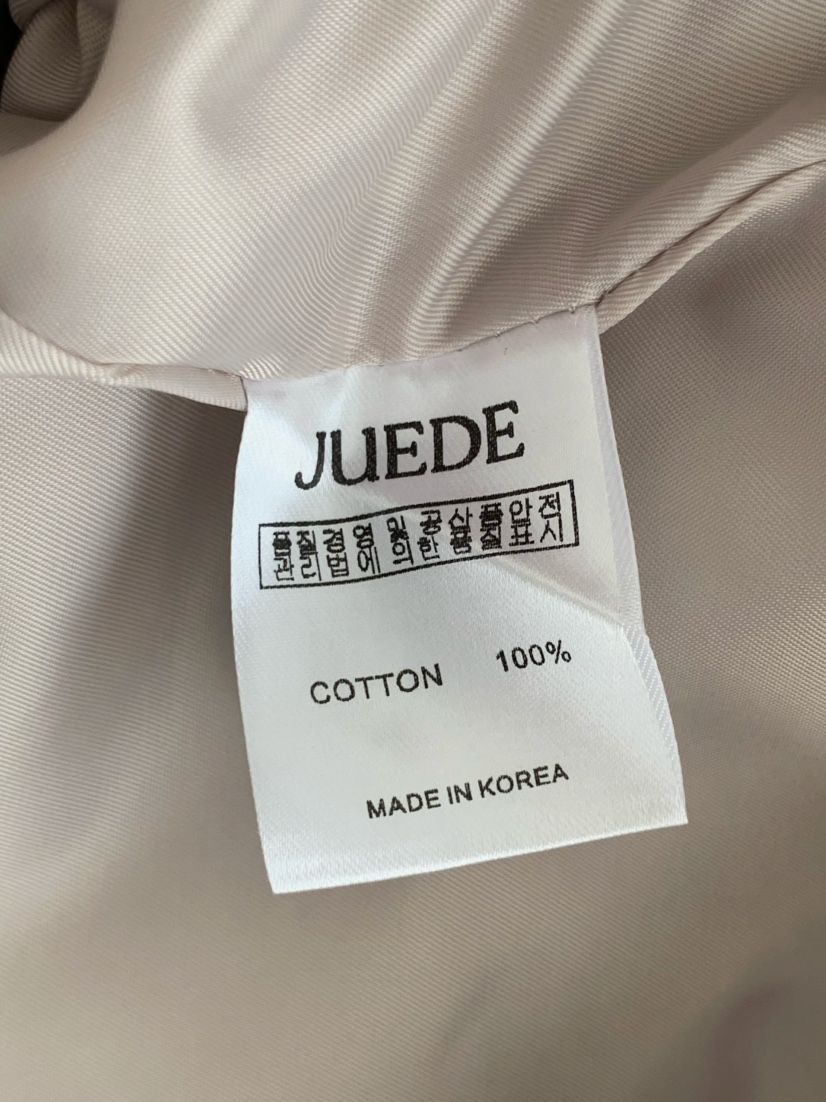 JUEDE
품질경영 및 공산품안전
관리법에 의한 품질표시
COTTON 100%
MADE IN KOREA